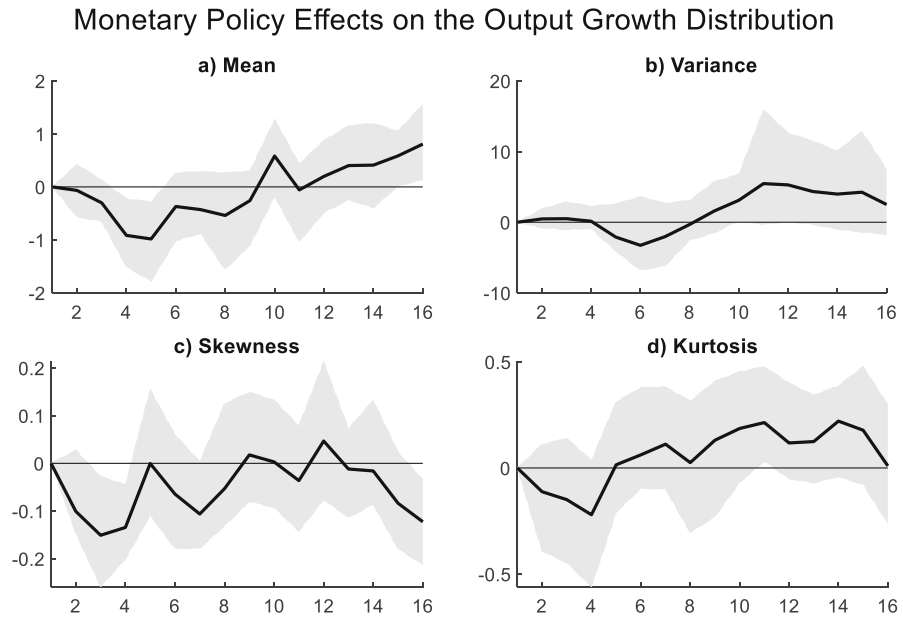 Monetary Policy Effects on the Output Growth Distribution
a) Mean
2
1
0
-1
-2
2 4 6 8 10 12 14 16
b) Variance
20
10
0
-10
2 4 6 8 10 12 14 16
c) Skewness
0.2
0.1
0
-0.1
-0.2
2 4 6 8 10 12 14 16
d) Kurtosis
0.5
0
-0.5
2 4 6 8 10 12 14 16